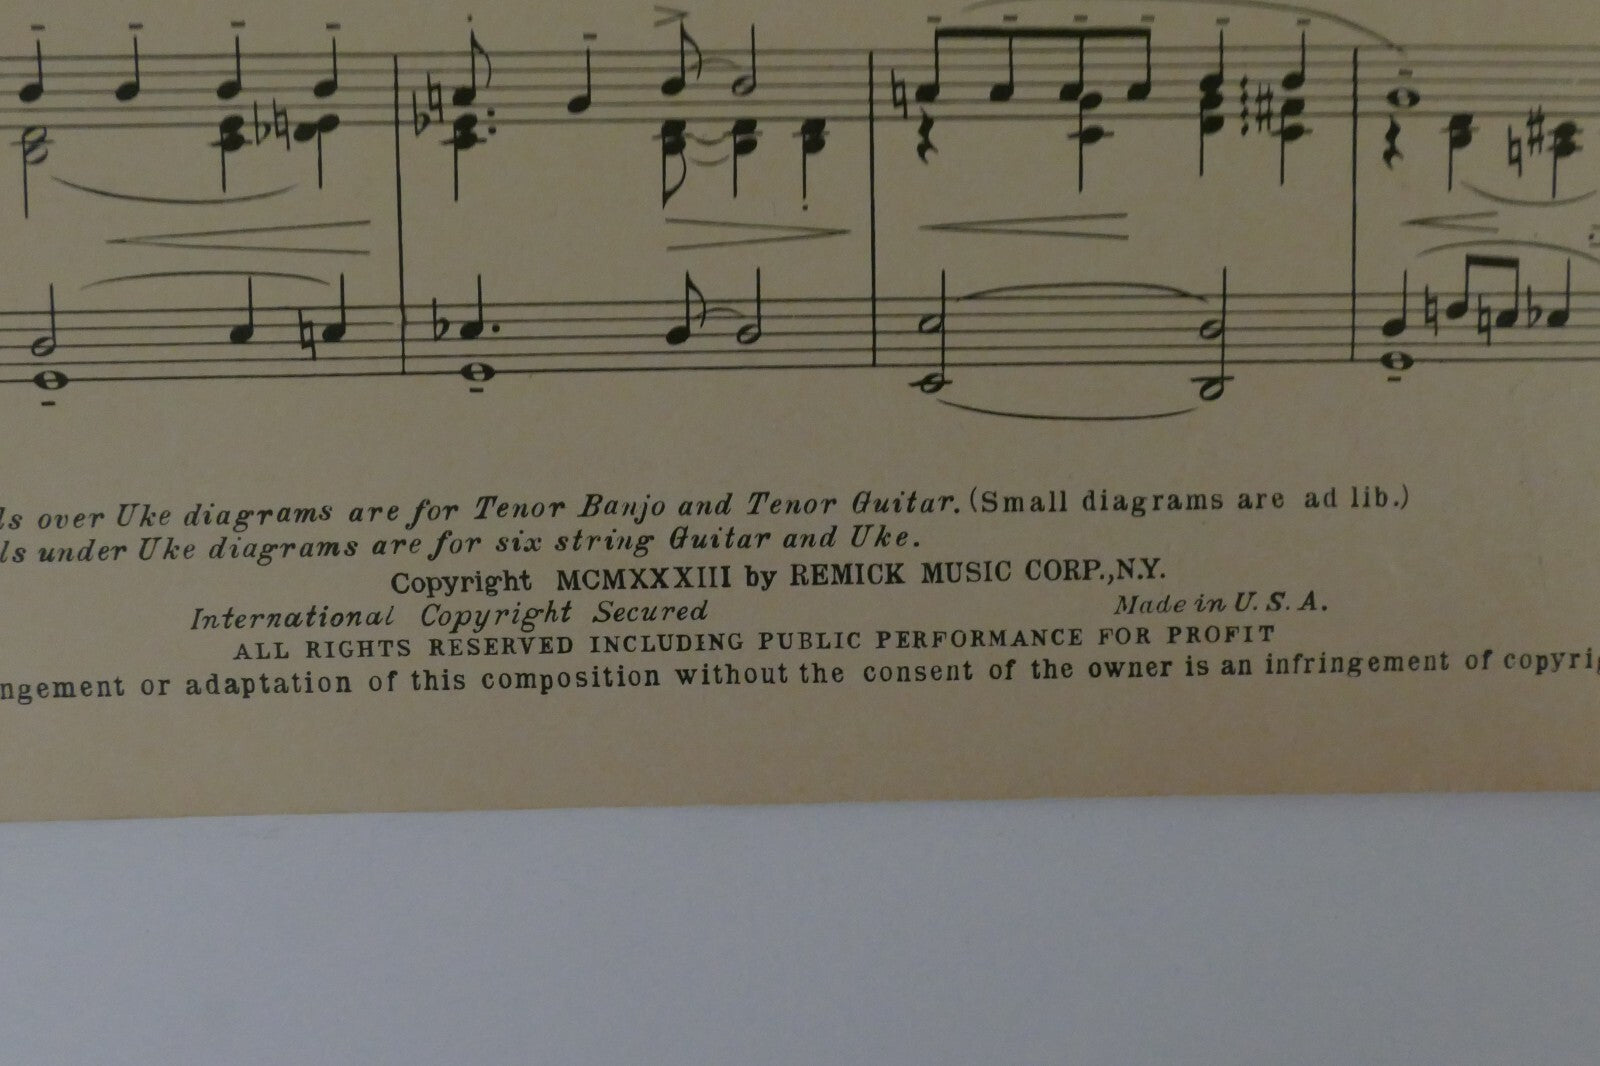 ls over Uke diagrams are for Tenor Banjo and Tenor Guitar. (Small diagrams are ad lib.)
ls under Uke diagrams are for six string Guitar and Uke.
Copyright MCMXXXIII by REMICK MUSIC CORP., N.Y.
International Copyright Secured Made in U. S. A.
ALL RIGHTS RESERVED INCLUDING PUBLIC PERFORMANCE FOR PROFIT
ngement or adaptation of this composition without the consent of the owner is an infringement of copyrig